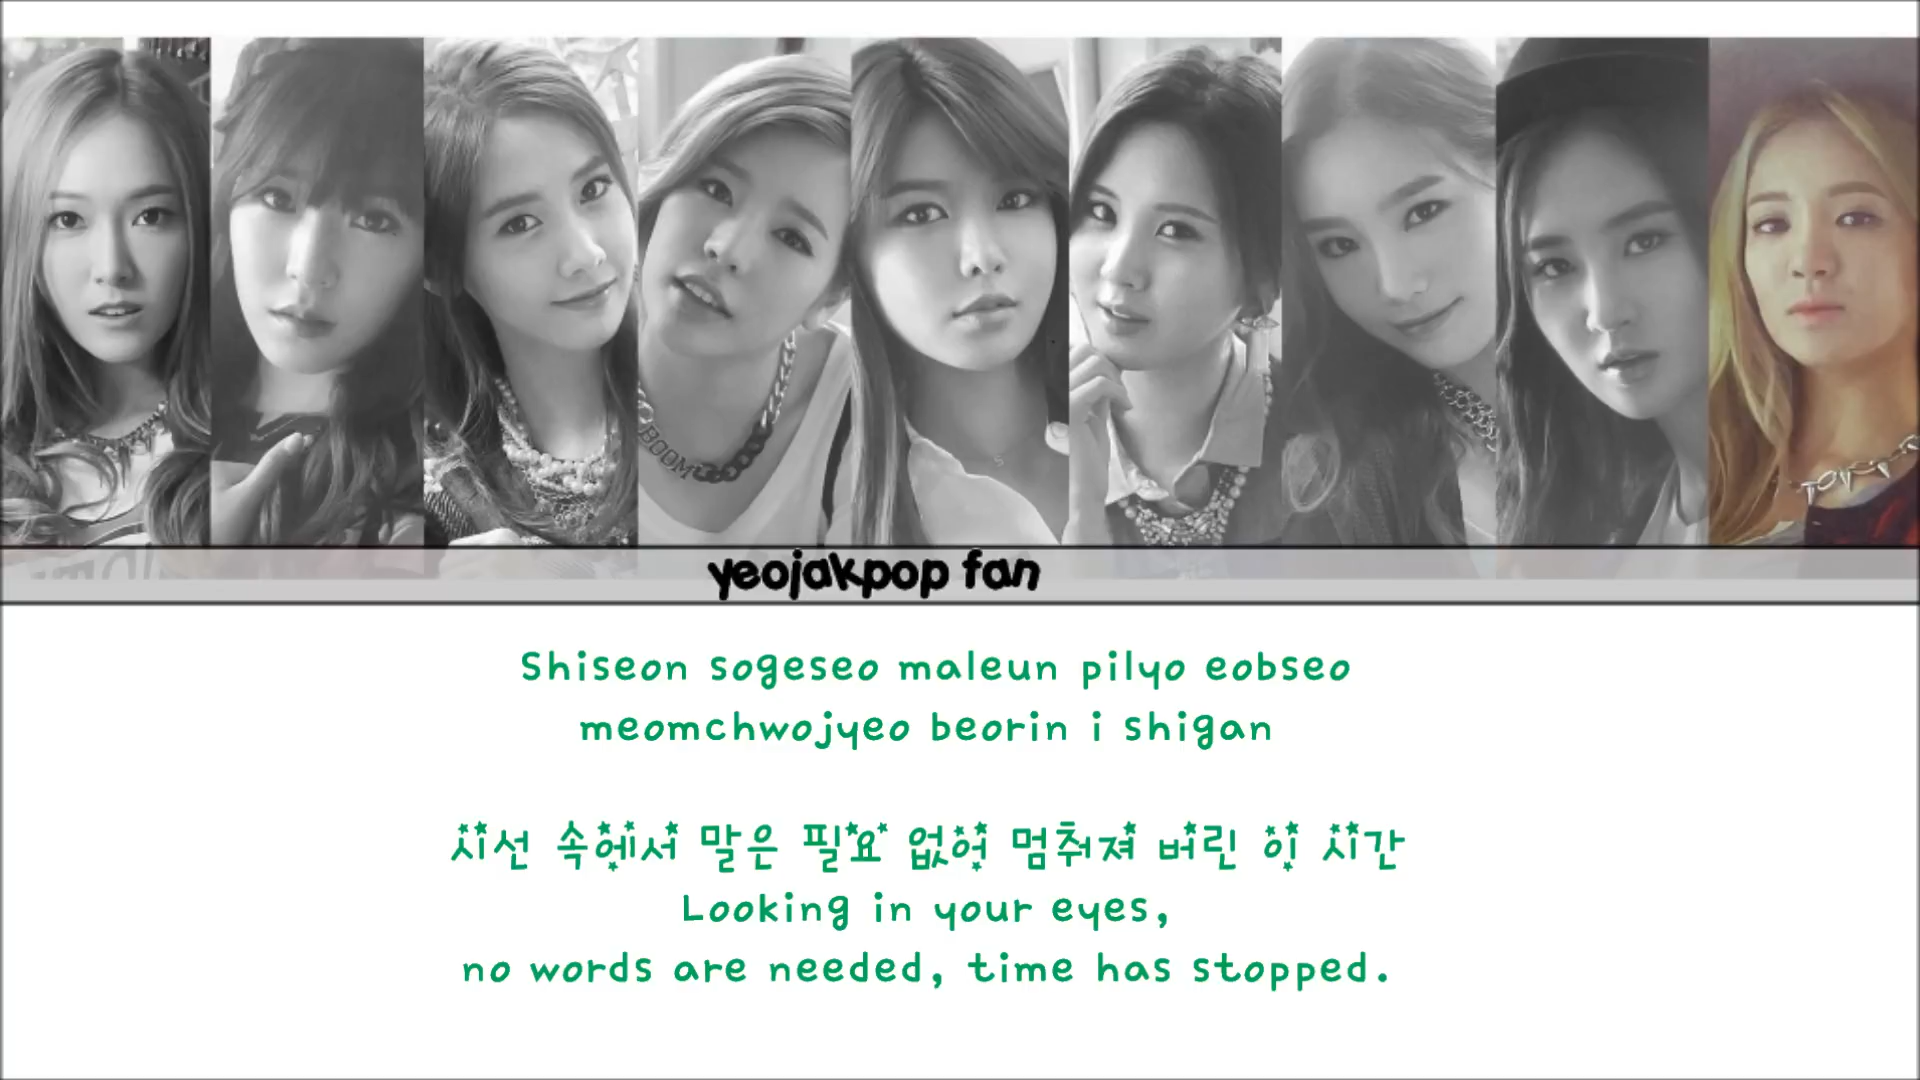 BOOM
yeojakpop fan
Shiseon sogeseo maleun pilyo eobseo
meomchwojyeo beorin i shigan
시선 속에서 말은 필요 없어 멈춰져 버린 이 시간
Looking in your eyes,
no words are needed, time has stopped.